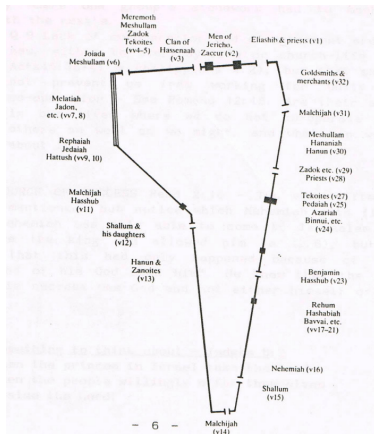 Meremoth
Meshullam
Zadok
Tekoites
(vv4–5)
Clan of
Hassenaah
(v3)
Men of
Jericho,
Zaccur (v2)
Eliashib & priests (v1)
Joiada
Meshullam (v6)
Goldsmiths &
merchants (v32)
Melatiah
Jadon,
etc. (vv7, 8)
Malchijah (v31)
Meshullam
Hananiah
Hanun (v30)
Rephaiah
Jedaiah
Hattush (vv9, 10)
Zadok etc. (v29)
Priests (v28)
Malchijah
Hasshub
(v11)
Tekoites (v27)
Pedaiah (v25)
Azariah
Binnui, etc.
(v24)
Shallum &
his daughters
(v12)
Hanun &
Zanoites
(v13)
Benjamin
Hasshub (v23)
Rehum
Hashabiah
Bavvai, etc.
(vv17–21)
Nehemiah (v16)
Shallum
(v15)
Malchijah
(v14)
- 6 -